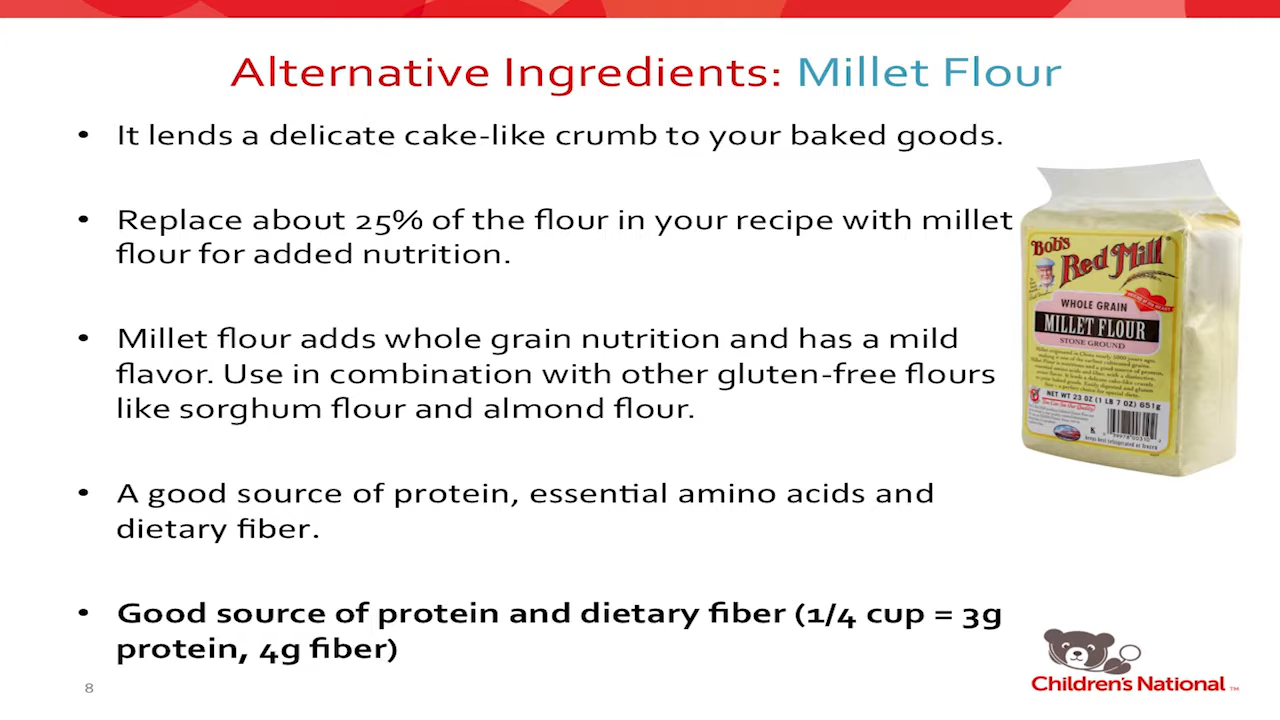 Alternative Ingredients: Millet Flour
• It lends a delicate cake-like crumb to your baked goods.
• Replace about 25% of the flour in your recipe with millet
flour for added nutrition.
• Millet flour adds whole grain nutrition and has a mild
flavor. Use in combination with other gluten-free flours
like sorghum flour and almond flour.
• A good source of protein, essential amino acids and
dietary fiber.
• Good source of protein and dietary fiber (1/4 cup = 3g
protein, 4g fiber)
Bob's
Red Mill
WHOLE GRAIN
MILLET FLOUR
STONE GROUND
NET WT 23 OZ (1 LB 7 OZ) 651g
Children's National ™
8